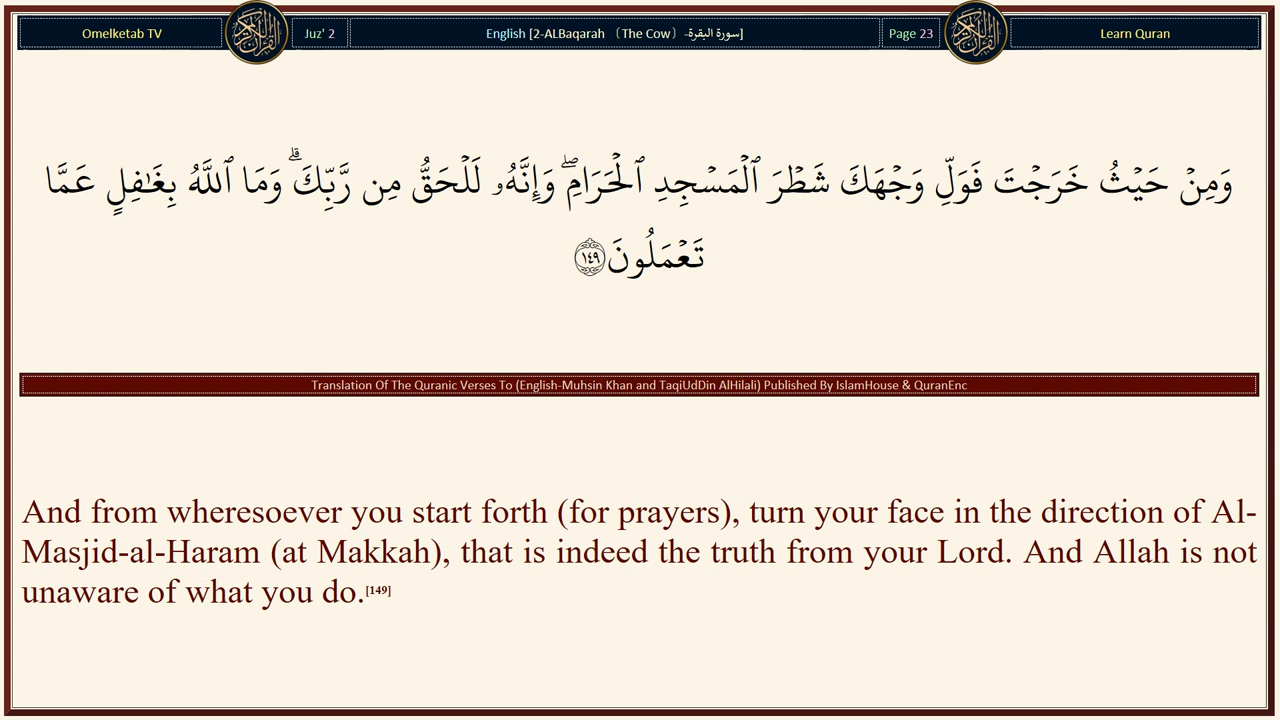 Omelketab TV
Juz' 2
English [2-ALBaqarah (The Cow) -سورة البقرة]
Page 23
Learn Quran
وَمِنۡ حَيۡثُ خَرَجۡتَ فَوَلِّ وَجۡهَكَ شَطۡرَ ٱلۡمَسۡجِدِ ٱلۡحَرَامِۖ وَإِنَّهُۥ لَلۡحَقُّ مِن رَّبِّكَۗ وَمَا ٱللَّهُ بِغَٰفِلٍ عَمَّا
تَعۡمَلُونَ ١٤٩
Translation Of The Quranic Verses To (English-Muhsin Khan and TaqiUdDin AlHilali) Published By IslamHouse & QuranEnc
And from wheresoever you start forth (for prayers), turn your face in the direction of Al-
Masjid-al-Haram (at Makkah), that is indeed the truth from your Lord. And Allah is not
unaware of what you do.[149]